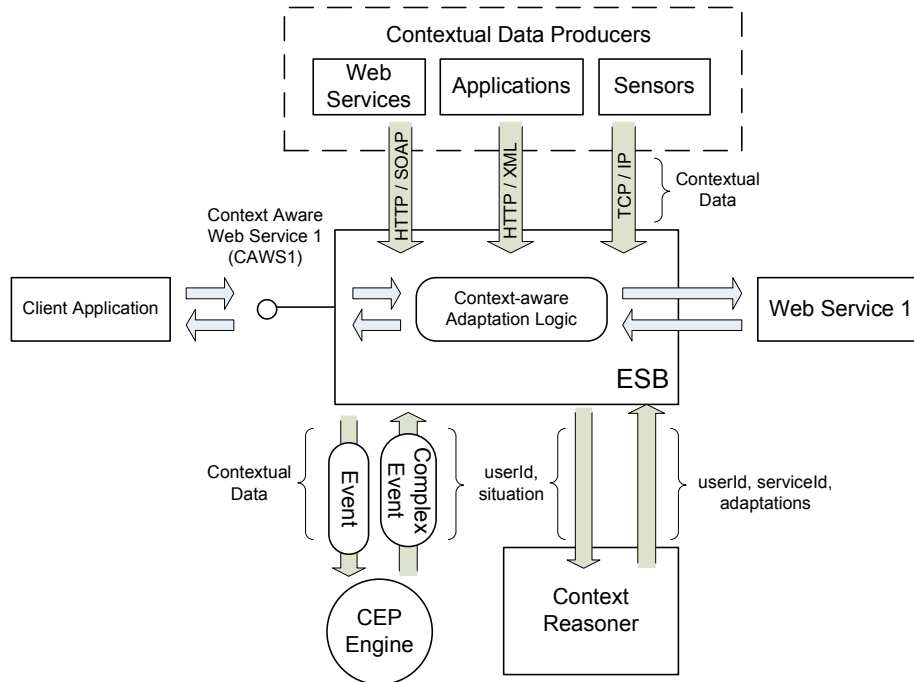 Contextual Data Producers
Web
Services
Applications
Sensors
HTTP / SOAP
HTTP / XML
TCP / IP
Contextual
Data
Context Aware
Web Service 1
(CAWS1)
Client Application
Context-aware
Adaptation Logic
Web Service 1
ESB
Contextual
Data
Event
Complex
Event
userId,
situation
userId, serviceId,
adaptations
CEP
Engine
Context
Reasoner